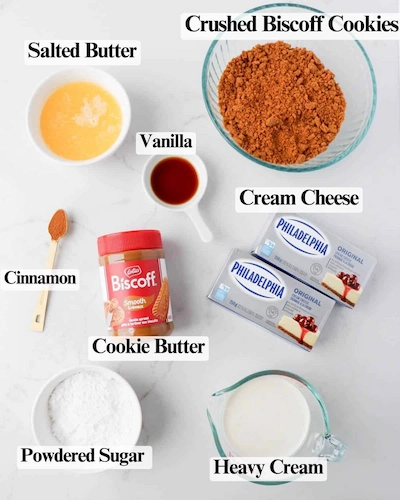 Crushed Biscoff Cookies
Salted Butter
Vanilla
Cream Cheese
PHILADELPHIA
ORIGINAL
PHILADELPHIA
ORIGINAL
Cinnamon
Lotus
Biscoff
Smooth
Cookie Butter
Powdered Sugar
Heavy Cream